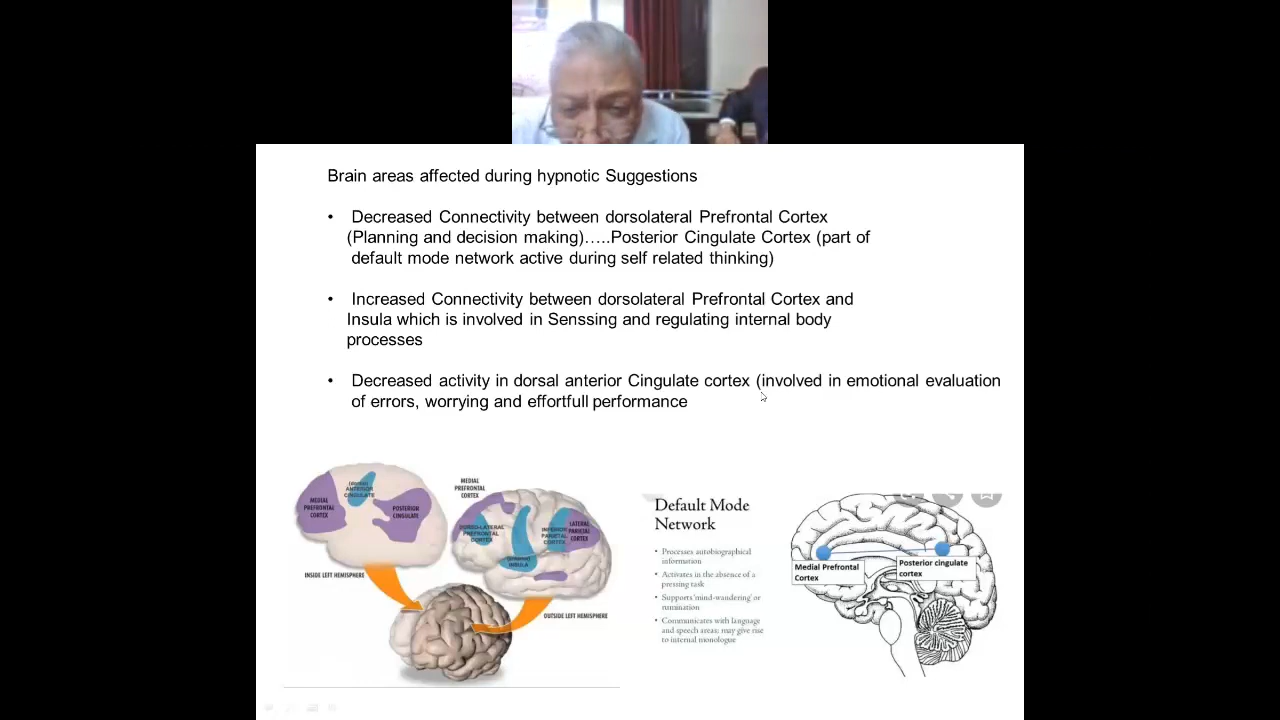 Brain areas affected during hypnotic Suggestions
• Decreased Connectivity between dorsolateral Prefrontal Cortex
(Planning and decision making)…..Posterior Cingulate Cortex (part of
default mode network active during self related thinking)
• Increased Connectivity between dorsolateral Prefrontal Cortex and
Insula which is involved in Senssing and regulating internal body
processes
• Decreased activity in dorsal anterior Cingulate cortex (involved in emotional evaluation
of errors, worrying and effortfull performance
MEDIAL
PREFRONTAL
CORTEX
ANTERIOR
CINGULATE
POSTERIOR
CINGULATE
INSIDE LEFT HEMISPHERE
MEDIAL
PREFRONTAL
CORTEX
DORSO-LATERAL
PREFRONTAL
CORTEX
INFERIOR
PARIETAL
CORTEX
LATERAL
PARIETAL
CORTEX
INSULA
OUTSIDE LEFT HEMISPHERE
Default Mode
Network
• Processes autobiographical
information
• Activates in the absence of a
pressing task
• Supports 'mind-wandering' or
rumination
• Communicates with language
and speech areas; may give rise
to internal monologue
Medial Prefrontal
Cortex
Posterior cingulate
cortex